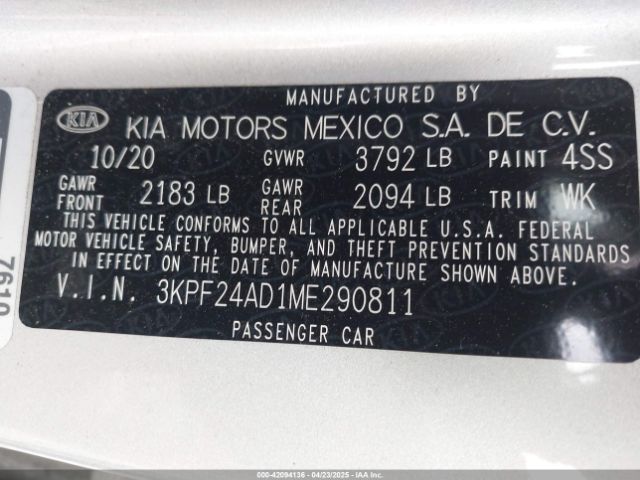 MANUFACTURED BY
KIA KIA MOTORS MEXICO S.A. DE C.V.
10/20 GVWR 3792 LB PAINT 4SS
GAWR FRONT 2183 LB GAWR REAR 2094 LB TRIM WK
THIS VEHICLE CONFORMS TO ALL APPLICABLE U.S.A. FEDERAL
MOTOR VEHICLE SAFETY, BUMPER, AND THEFT PREVENTION STANDARDS
IN EFFECT ON THE DATE OF MANUFACTURE SHOWN ABOVE.
V.I.N. 3KPF24AD1ME290811
PASSENGER CAR
7610
000-42094136 - 04/23/2025 - IAAI.COM